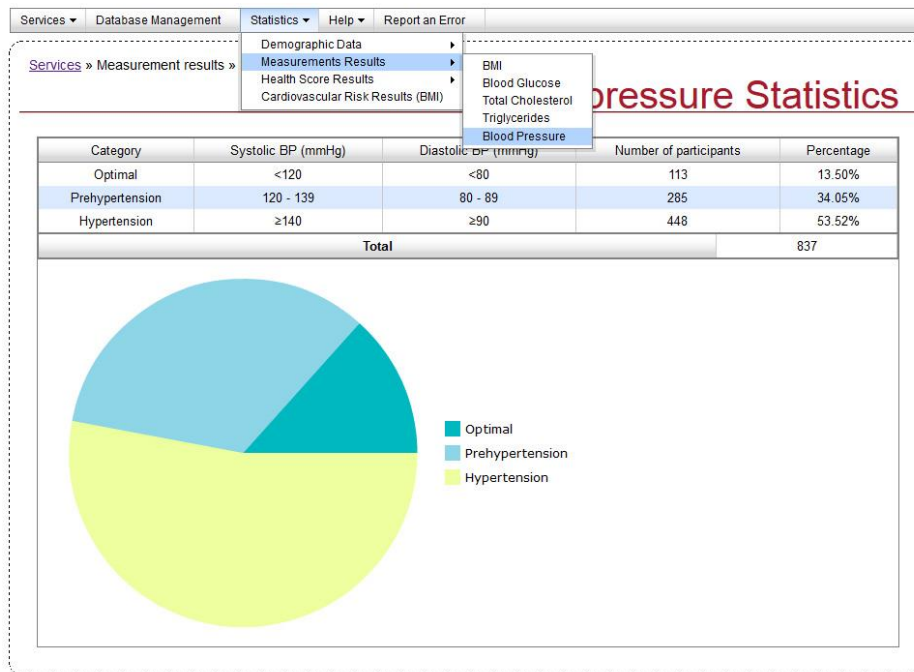 Services ▾ Database Management Statistics ▾ Help ▾ Report an Error
Demographic Data
Measurements Results
Health Score Results
Cardiovascular Risk Results (BMI)
BMI
Blood Glucose
Total Cholesterol
Triglycerides
Blood Pressure
Services » Measurement results »
pressure Statistics
Category Systolic BP (mmHg) Diastolic BP (mmHg) Number of participants Percentage
Optimal <120 <80 113 13.50%
Prehypertension 120 - 139 80 - 89 285 34.05%
Hypertension ≥140 ≥90 448 53.52%
Total 837
Optimal
Prehypertension
Hypertension